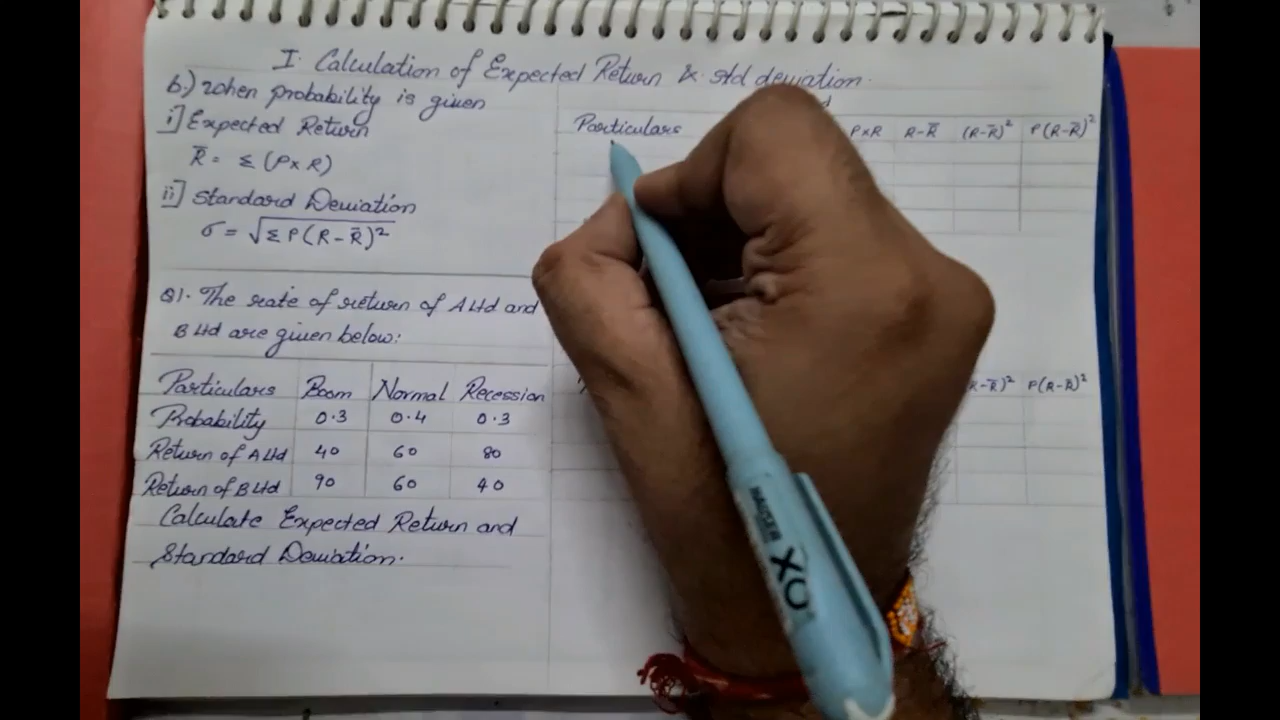 I. Calculation of Expected Return & Std deviation.
b.) When probability is given
i] Expected Return
R̅ = Σ (P×R)
ii] Standard Deviation
σ = √Σ P(R-R̅)²
Q1. The rate of return of A Ltd and
B Ltd are given below:
Particulars Boom Normal Recession
Probability 0.3 0.4 0.3
Return of A Ltd 40 60 80
Return of B Ltd 90 60 40
Calculate Expected Return and
Standard Deviation.
Particulars P×R R-R̅ (R-R̅)² P(R-R̅)²
R-R̅)² P(R-R̅)²
HAUSER
XO